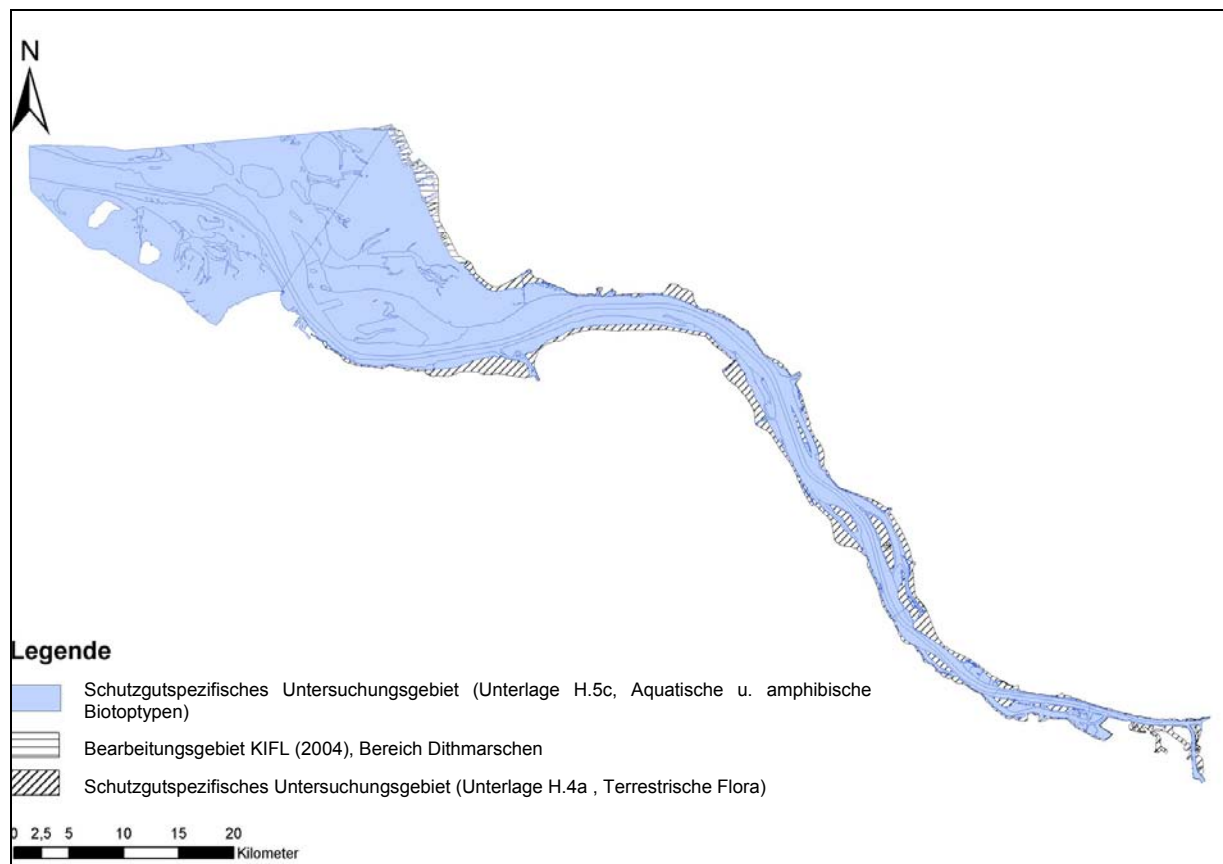 N
Legende
Schutzgutspezifisches Untersuchungsgebiet (Unterlage H.5c, Aquatische u. amphibische
Biotoptypen)
Bearbeitungsgebiet KIFL (2004), Bereich Dithmarschen
Schutzgutspezifisches Untersuchungsgebiet (Unterlage H.4a , Terrestrische Flora)
0 2,5 5 10 15 20
Kilometer